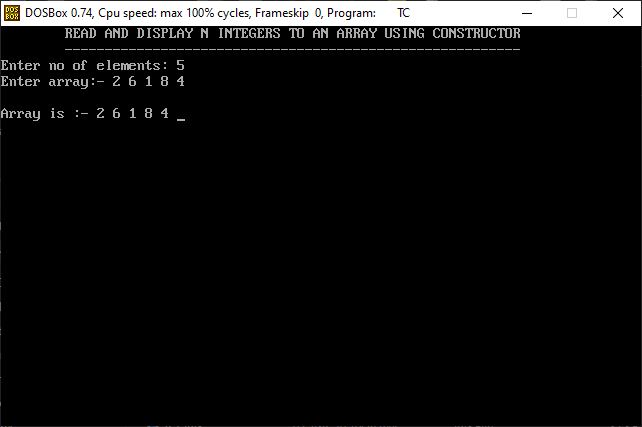 DOS BOX DOSBox 0.74, Cpu speed: max 100% cycles, Frameskip 0, Program: TC
READ AND DISPLAY N INTEGERS TO AN ARRAY USING CONSTRUCTOR
---------------------------------------------------------
Enter no of elements: 5
Enter array:- 2 6 1 8 4
Array is :- 2 6 1 8 4 _